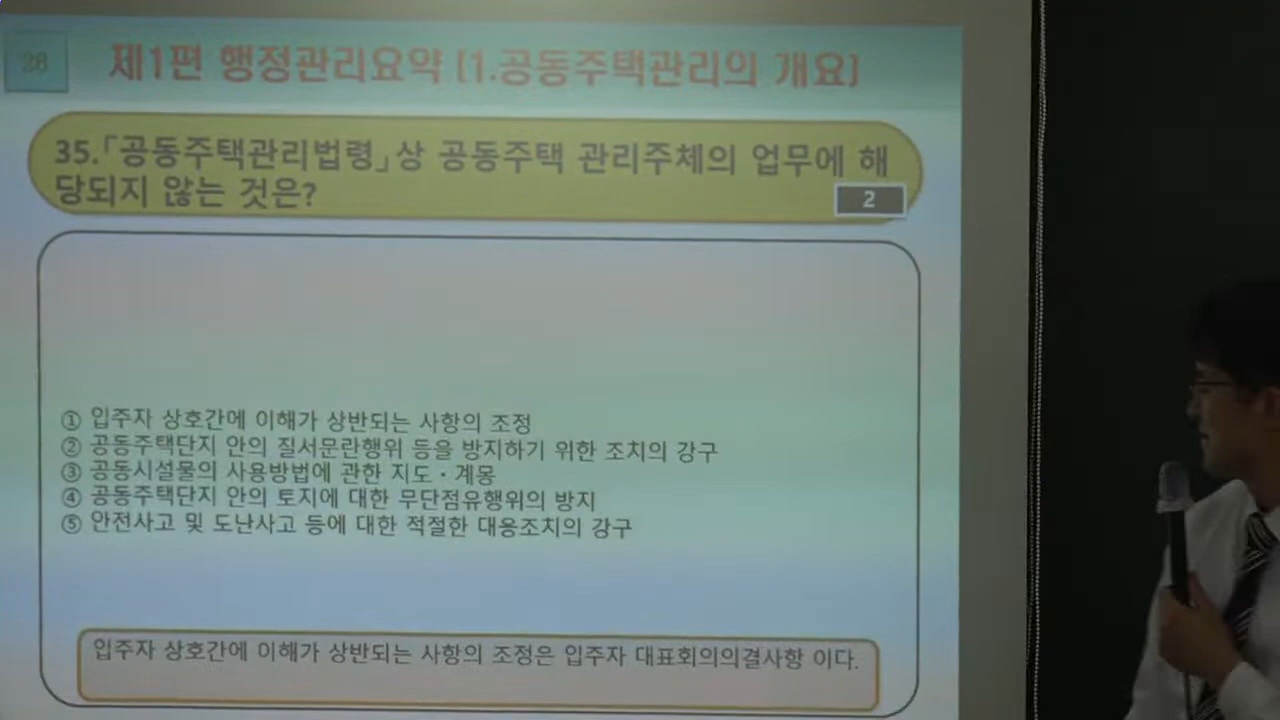 28
제1편 행정관리요약 [1.공동주택관리의 개요]
35.「공동주택관리법령」상 공동주택 관리주체의 업무에 해
당되지 않는 것은?
2
① 입주자 상호간에 이해가 상반되는 사항의 조정
② 공동주택단지 안의 질서문란행위 등을 방지하기 위한 조치의 강구
③ 공동시설물의 사용방법에 관한 지도·계몽
④ 공동주택단지 안의 토지에 대한 무단점유행위의 방지
⑤ 안전사고 및 도난사고 등에 대한 적절한 대응조치의 강구
입주자 상호간에 이해가 상반되는 사항의 조정은 입주자 대표회의의결사항 이다.